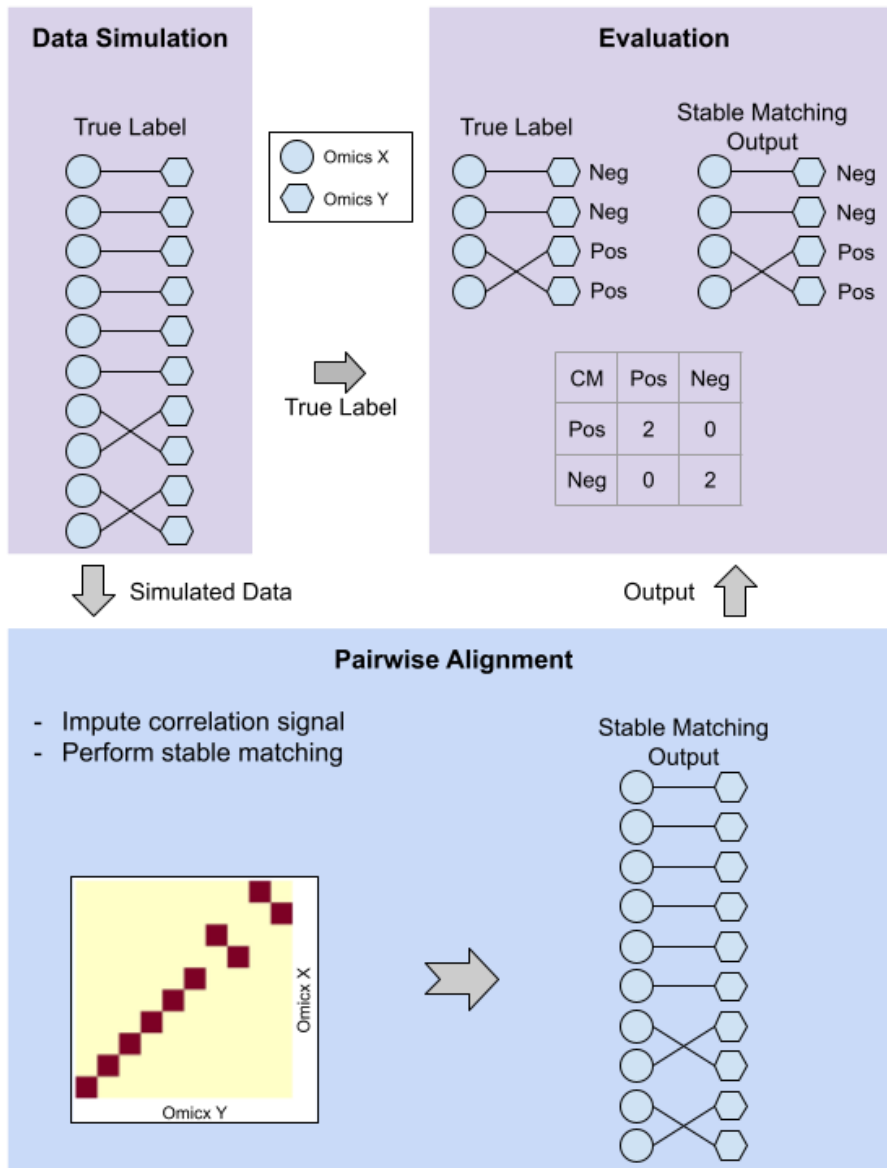 Data Simulation
True Label
Omics X
Omics Y
True Label
Evaluation
True Label
Stable Matching
Output
Neg
Neg
Pos
Pos
Neg
Neg
Pos
Pos
CM Pos Neg
Pos 2 0
Neg 0 2
Simulated Data
Output
Pairwise Alignment
- Impute correlation signal
- Perform stable matching
Omicx X
Omicx Y
Stable Matching
Output